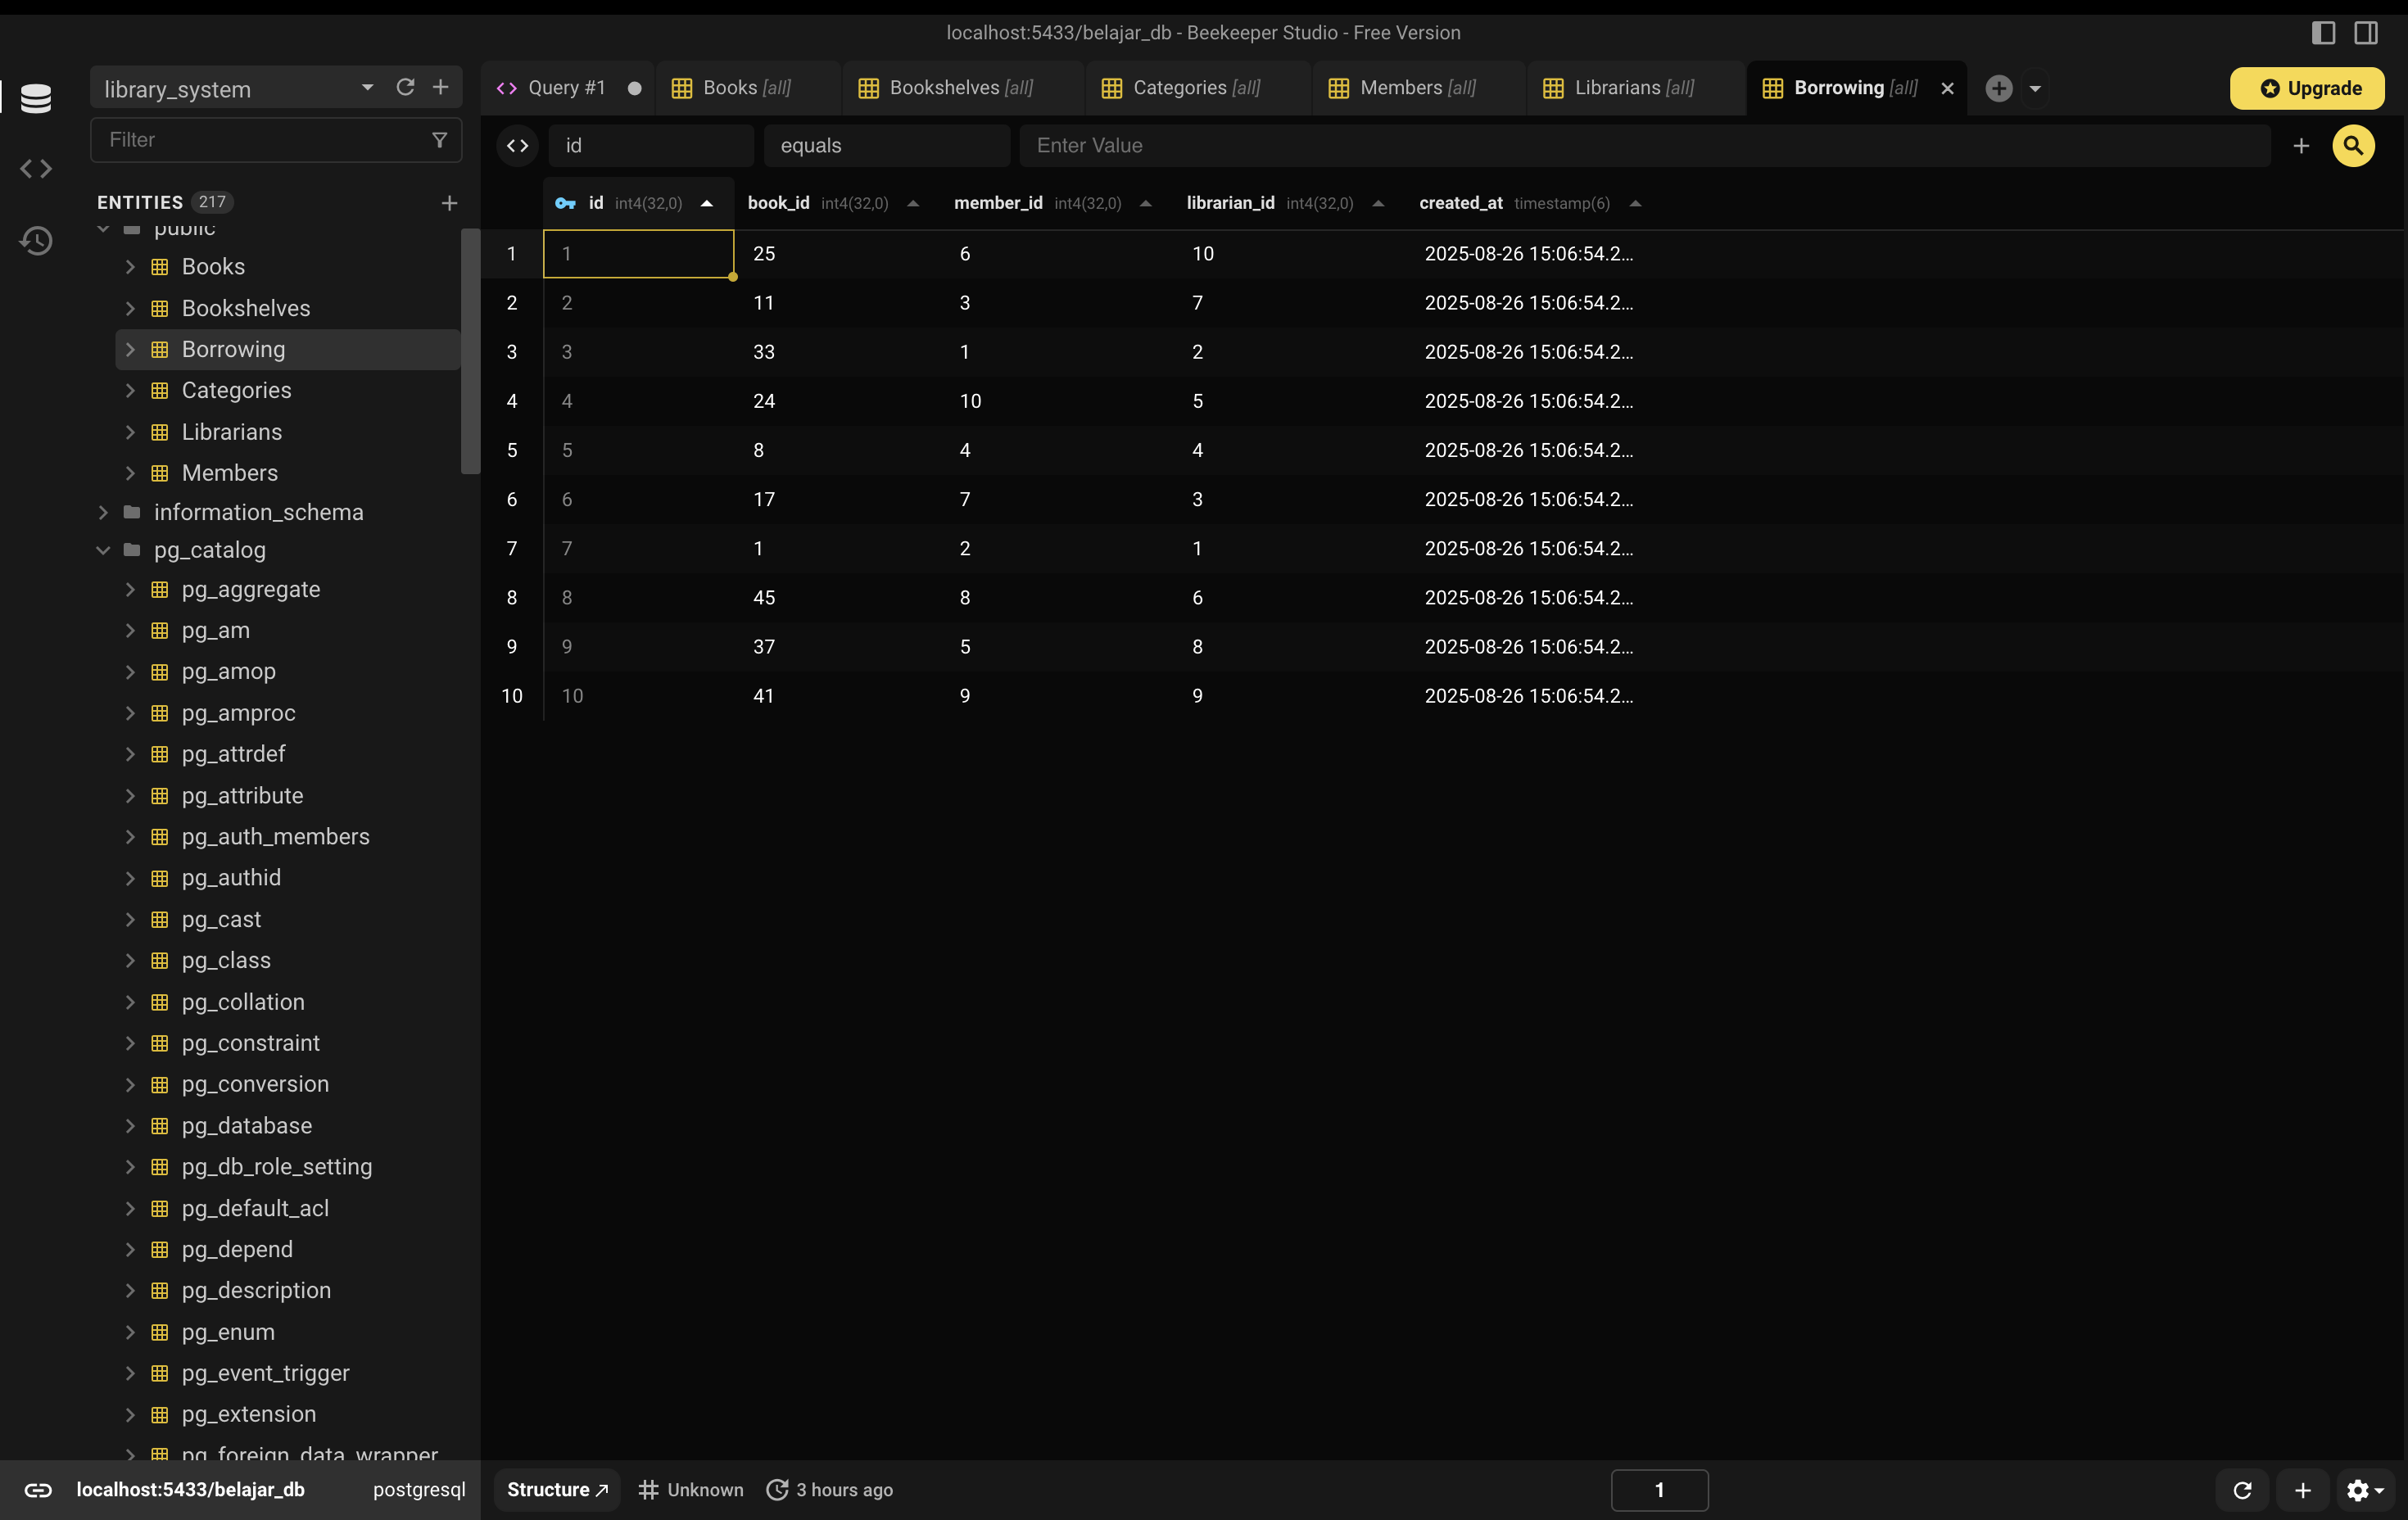 localhost:5433/belajar_db - Beekeeper Studio - Free Version
library_system
Filter
ENTITIES 217
public
Books
Bookshelves
Borrowing
Categories
Librarians
Members
information_schema
pg_catalog
pg_aggregate
pg_am
pg_amop
pg_amproc
pg_attrdef
pg_attribute
pg_auth_members
pg_authid
pg_cast
pg_class
pg_collation
pg_constraint
pg_conversion
pg_database
pg_db_role_setting
pg_default_acl
pg_depend
pg_description
pg_enum
pg_event_trigger
pg_extension
pg_foreign_data_wrapper
localhost:5433/belajar_db postgresql
Query #1 Books [all] Bookshelves [all] Categories [all] Members [all] Librarians [all] Borrowing [all] Upgrade
id equals Enter Value
id int4(32,0) book_id int4(32,0) member_id int4(32,0) librarian_id int4(32,0) created_at timestamp(6)
1 1 25 6 10 2025-08-26 15:06:54.2...
2 2 11 3 7 2025-08-26 15:06:54.2...
3 3 33 1 2 2025-08-26 15:06:54.2...
4 4 24 10 5 2025-08-26 15:06:54.2...
5 5 8 4 4 2025-08-26 15:06:54.2...
6 6 17 7 3 2025-08-26 15:06:54.2...
7 7 1 2 1 2025-08-26 15:06:54.2...
8 8 45 8 6 2025-08-26 15:06:54.2...
9 9 37 5 8 2025-08-26 15:06:54.2...
10 10 41 9 9 2025-08-26 15:06:54.2...
Structure Unknown 3 hours ago 1